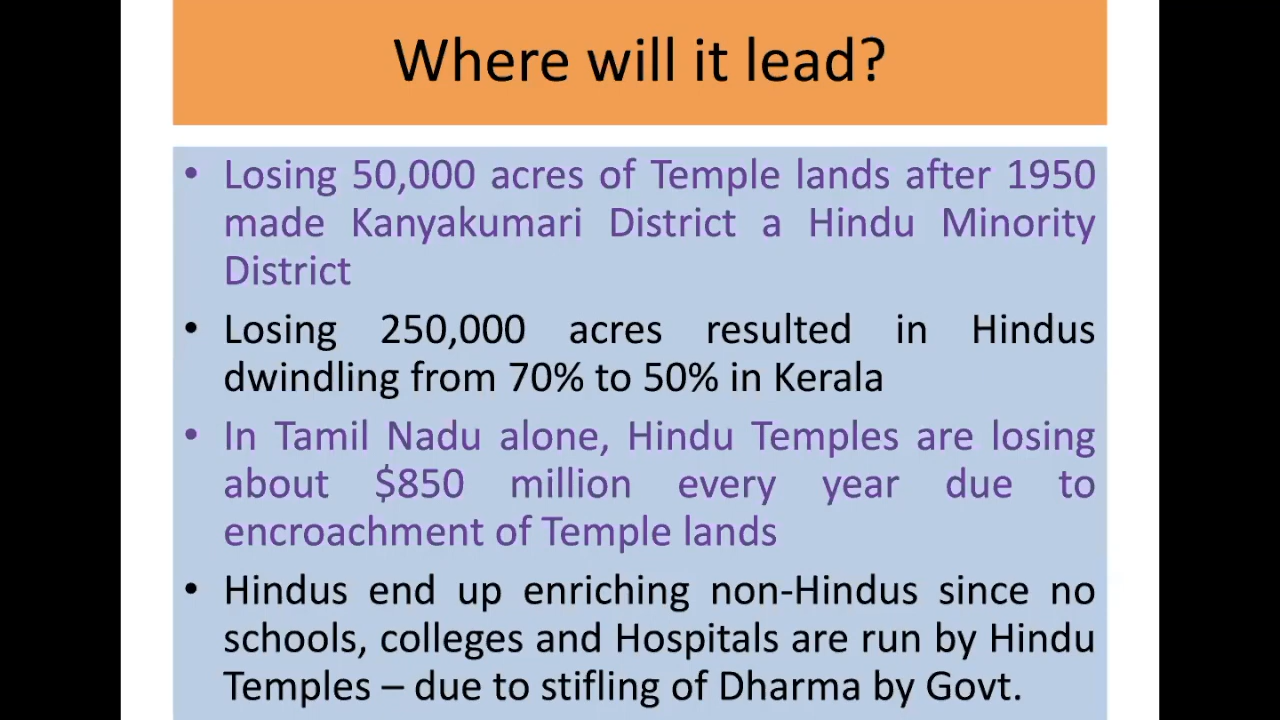 Where will it lead?
• Losing 50,000 acres of Temple lands after 1950
made Kanyakumari District a Hindu Minority
District
• Losing 250,000 acres resulted in Hindus
dwindling from 70% to 50% in Kerala
• In Tamil Nadu alone, Hindu Temples are losing
about $850 million every year due to
encroachment of Temple lands
• Hindus end up enriching non-Hindus since no
schools, colleges and Hospitals are run by Hindu
Temples – due to stifling of Dharma by Govt.